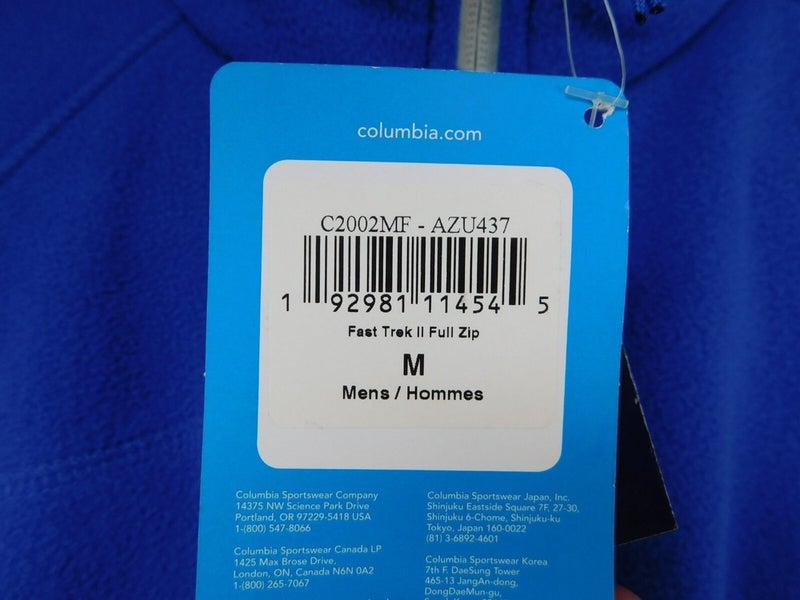 columbia.com
C2002MF - AZU437
1 92981 11454 5
Fast Trek II Full Zip
M
Mens / Hommes
Columbia Sportswear Company
14375 NW Science Park Drive
Portland, OR 97229-5418 USA
1-(800) 547-8066
Columbia Sportswear Canada LP
1425 Max Brose Drive,
London, ON, Canada N6N 0A2
1-(800) 265-7067
Columbia Sportswear Japan, Inc.
Shinjuku Eastside Square 7F, 27-30,
Shinjuku 6-Chome, Shinjuku-ku
Tokyo, Japan 160-0022
(81) 3-6892-4601
Columbia Sportswear Korea
7th F. DaeSung Tower
465-13 JangAn-dong,
DongDaeMun-gu,